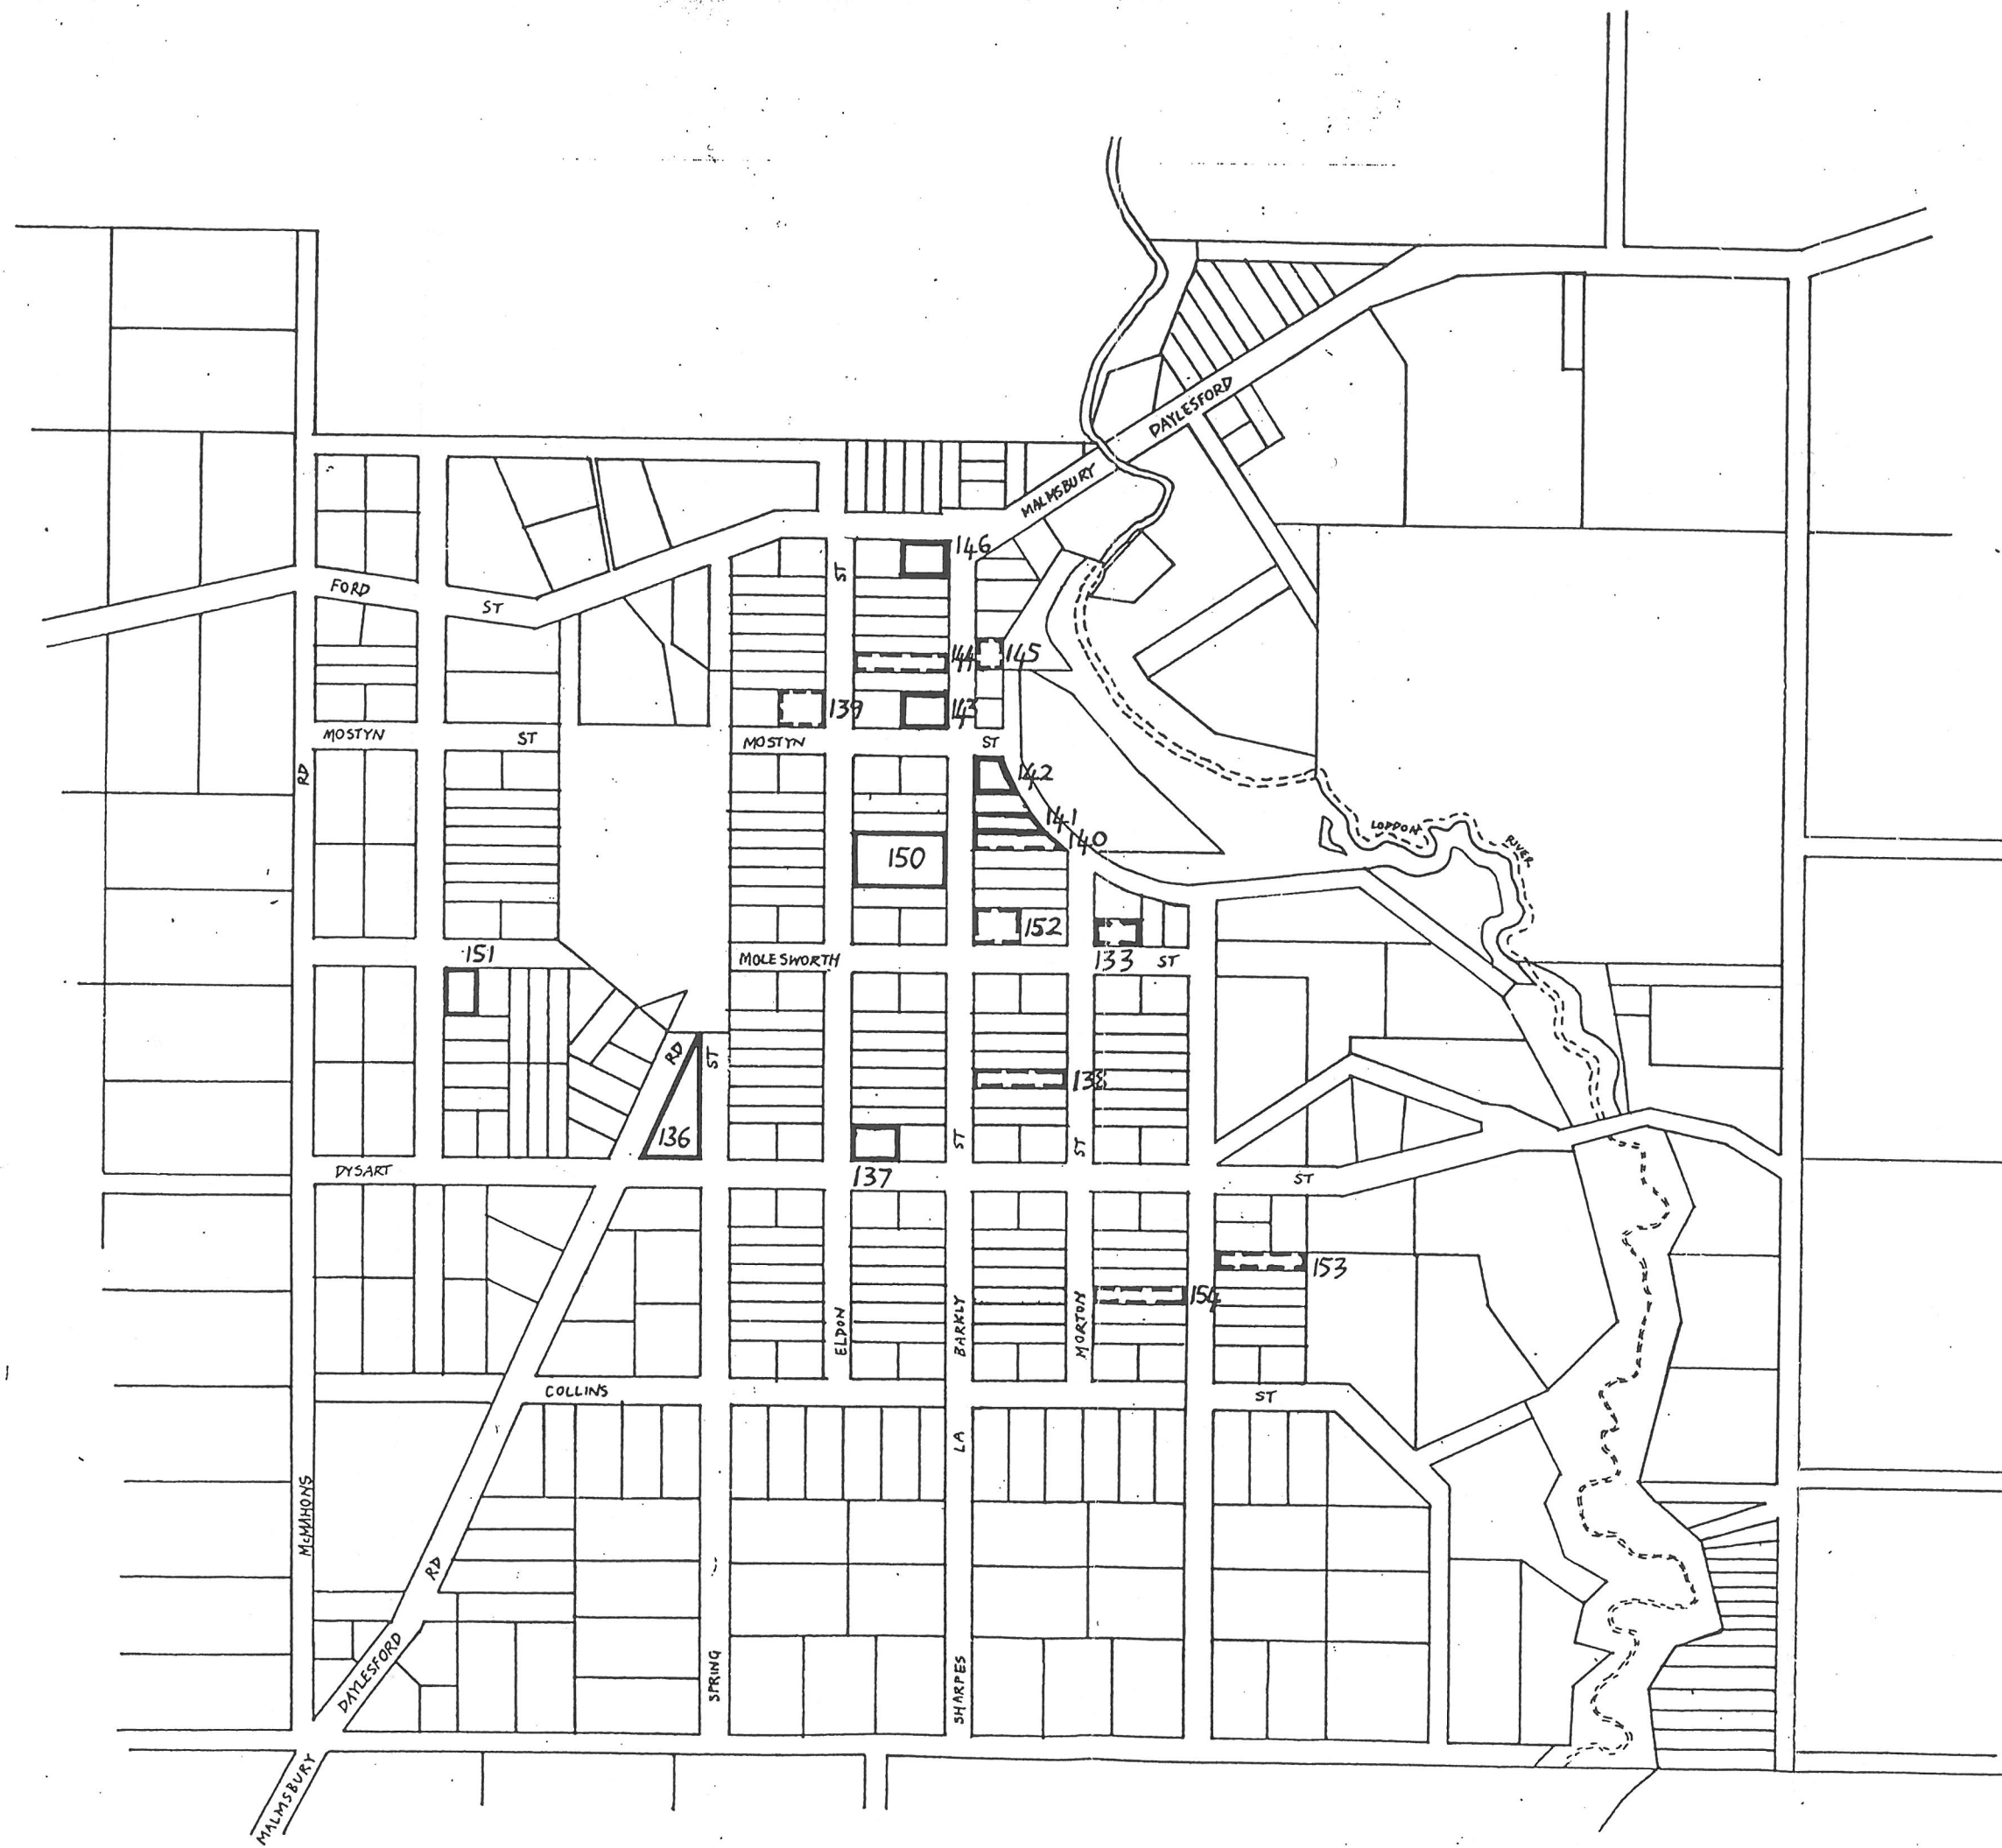 DAYLESFORD
MALMSBURY
146
ST
FORD
ST
144
145
139
143
MOSTYN
ST
MOSTYN
ST
RD
142
141
140
LODDON
RIVER
150
152
151
MOLESWORTH
133
ST
RD
ST
138
136
ST
ST
DYSART
137
ST
153
154
ELDON
BARKLY
MORTON
COLLINS
ST
LA
McMAHONS
RD
DAYLESFORD
SPRING
SHARPES
MALMSBURY